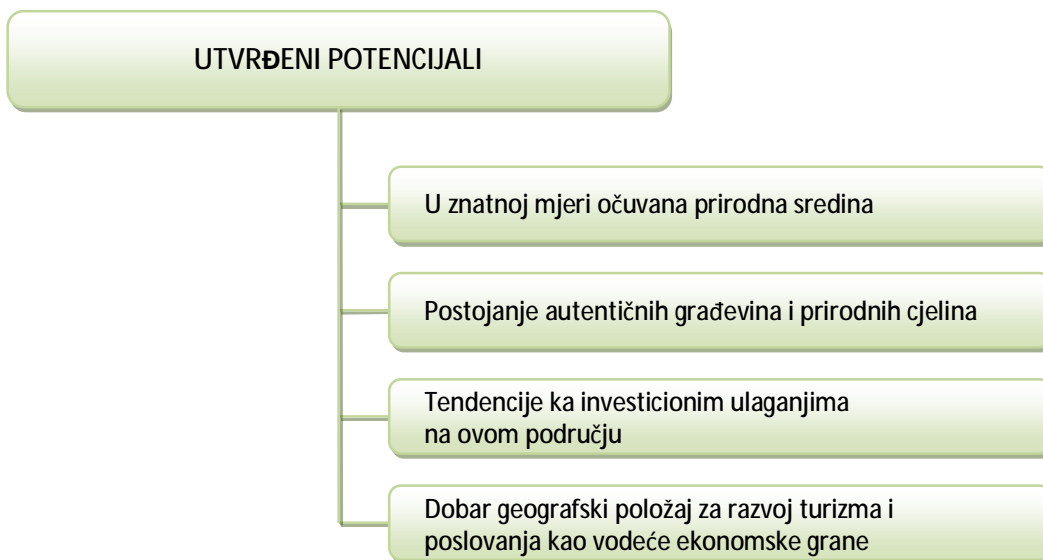 UTVRĐENI POTENCIJALI
U znatnoj mjeri očuvana prirodna sredina
Postojanje autentičnih građevina i prirodnih cjelina
Tendencije ka investicionim ulaganjima
na ovom području
Dobar geografski položaj za razvoj turizma i
poslovanja kao vodeće ekonomske grane